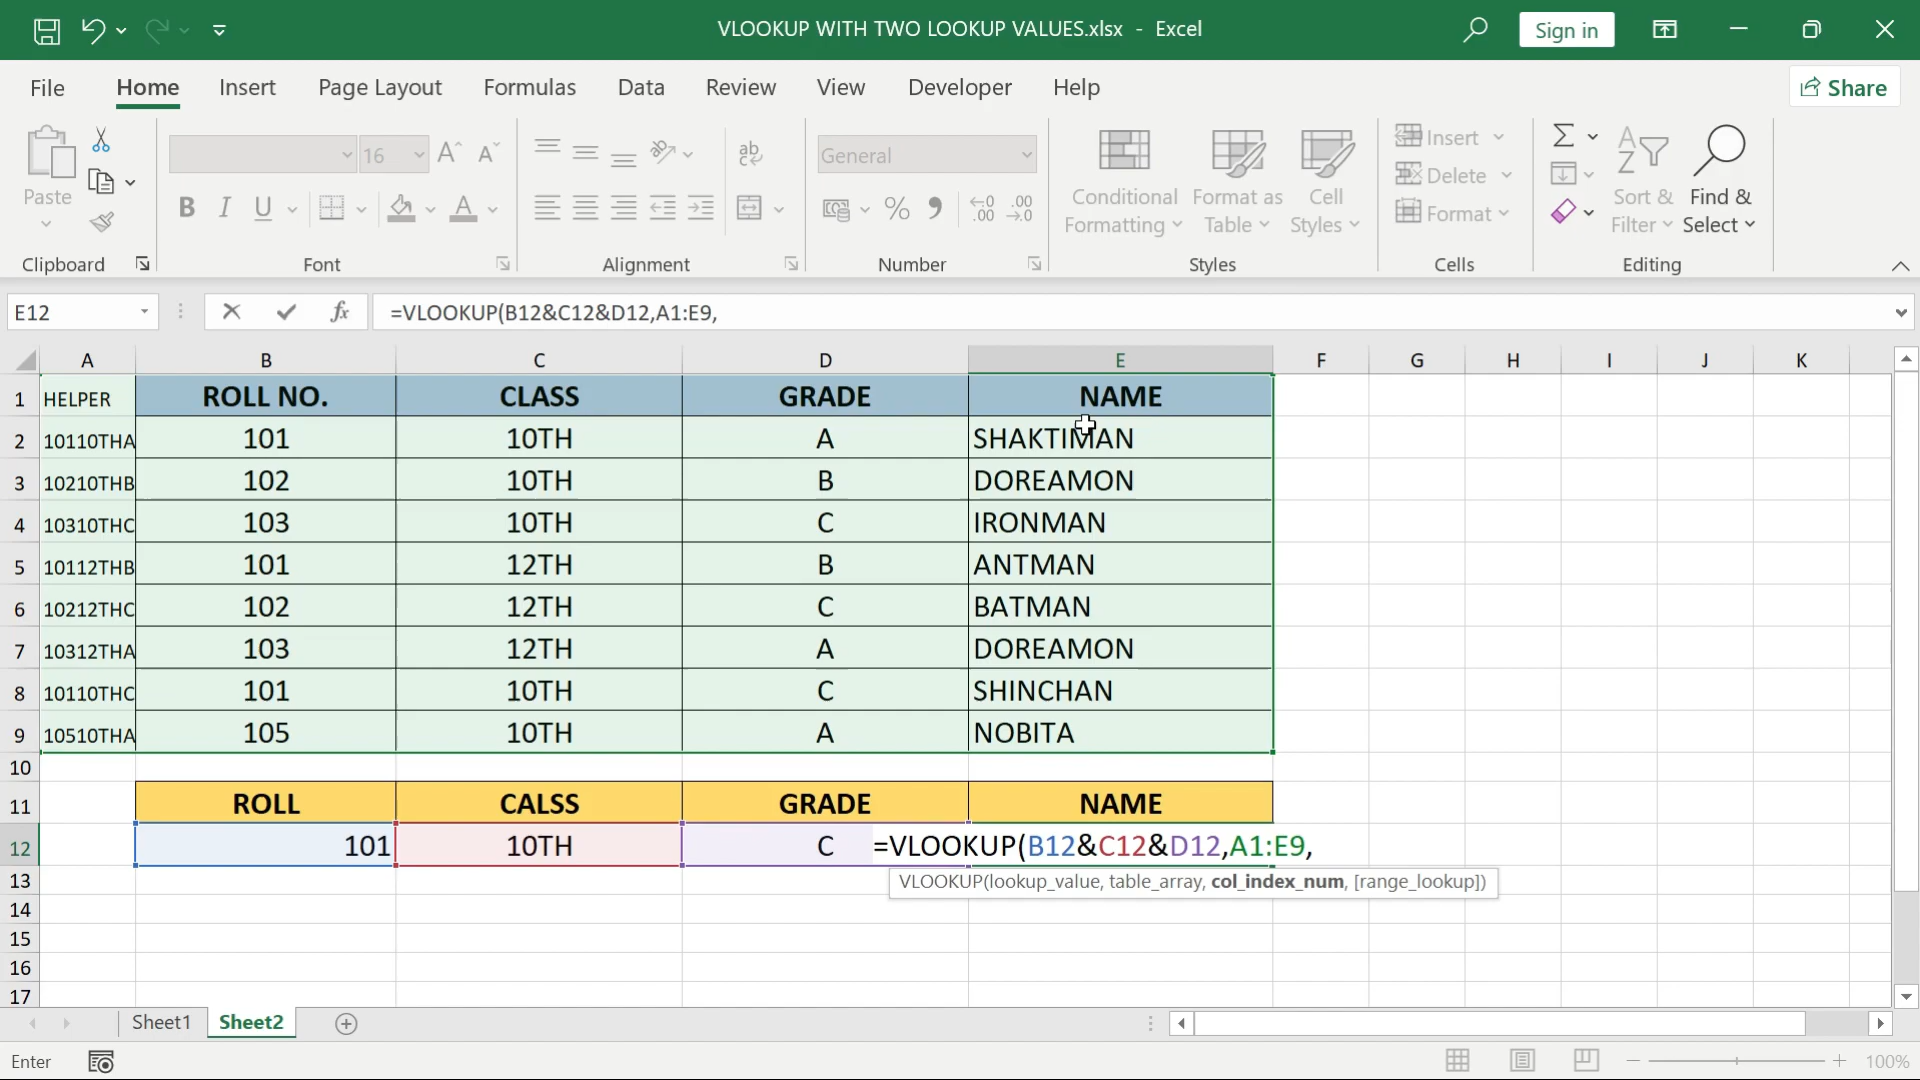 VLOOKUP WITH TWO LOOKUP VALUES.xlsx - Excel
Sign in
File Home Insert Page Layout Formulas Data Review View Developer Help Share
Paste
16
General
Conditional Formatting
Format as Table
Cell Styles
Insert
Delete
Format
Sort & Filter
Find & Select
Clipboard Font Alignment Number Styles Cells Editing
E12 fx =VLOOKUP(B12&C12&D12,A1:E9,
A B C D E F G H I J K
1 HELPER ROLL NO. CLASS GRADE NAME
2 10110THA 101 10TH A SHAKTIMAN
3 10210THB 102 10TH B DOREAMON
4 10310THC 103 10TH C IRONMAN
5 10112THB 101 12TH B ANTMAN
6 10212THC 102 12TH C BATMAN
7 10312THA 103 12TH A DOREAMON
8 10110THC 101 10TH C SHINCHAN
9 10510THA 105 10TH A NOBITA
10
11 ROLL CALSS GRADE NAME
12 101 10TH C =VLOOKUP(B12&C12&D12,A1:E9,
13 VLOOKUP(lookup_value, table_array, col_index_num, [range_lookup])
14
15
16
17
Sheet1 Sheet2
Enter 100%